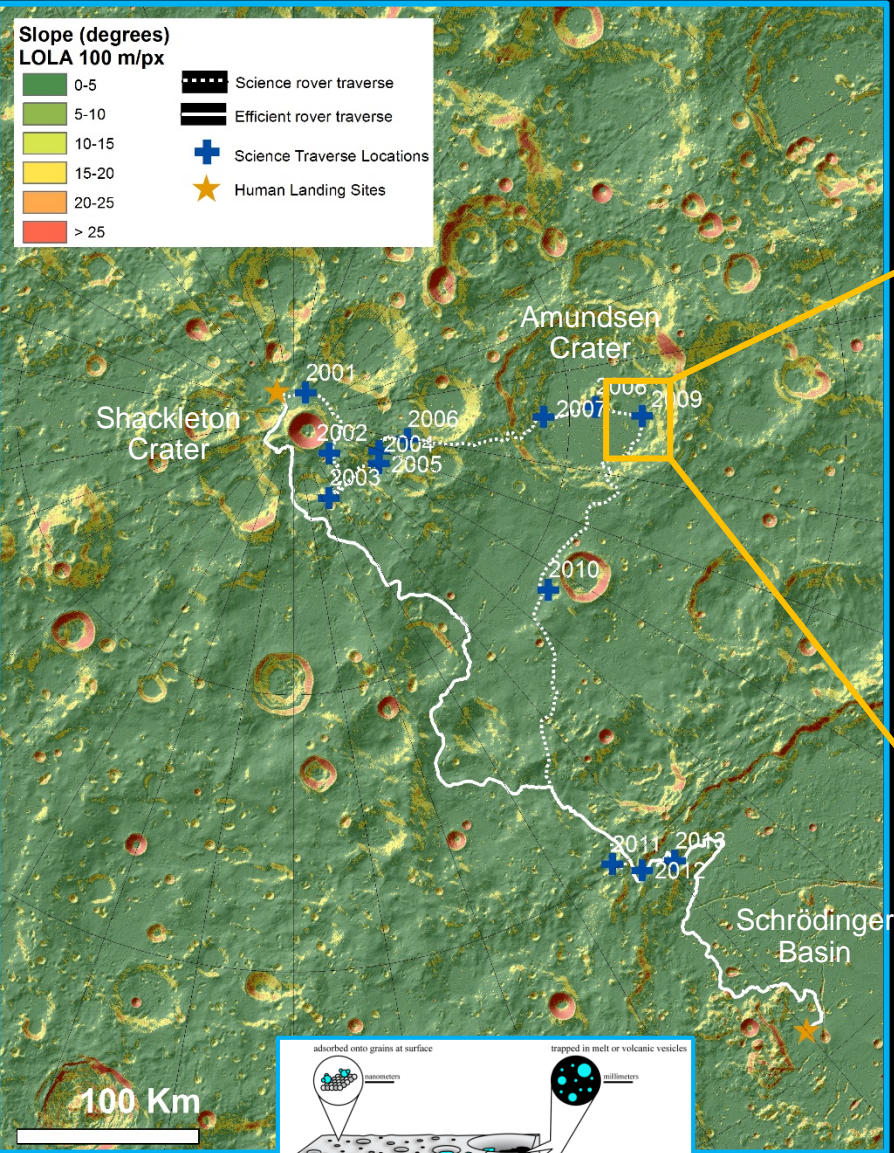 Slope (degrees)
LOLA 100 m/px
0-5
5-10
10-15
15-20
20-25
> 25
Science rover traverse
Efficient rover traverse
Science Traverse Locations
Human Landing Sites
Amundsen
Crater
Shackleton
Crater
2001
2002
2003
2004
2005
2006
2007
2008
2009
2010
2011
2012
2013
Schrödinger
Basin
100 Km
adsorbed onto grains at surface
nanometers
trapped in melt or volcanic vesicles
millimeters